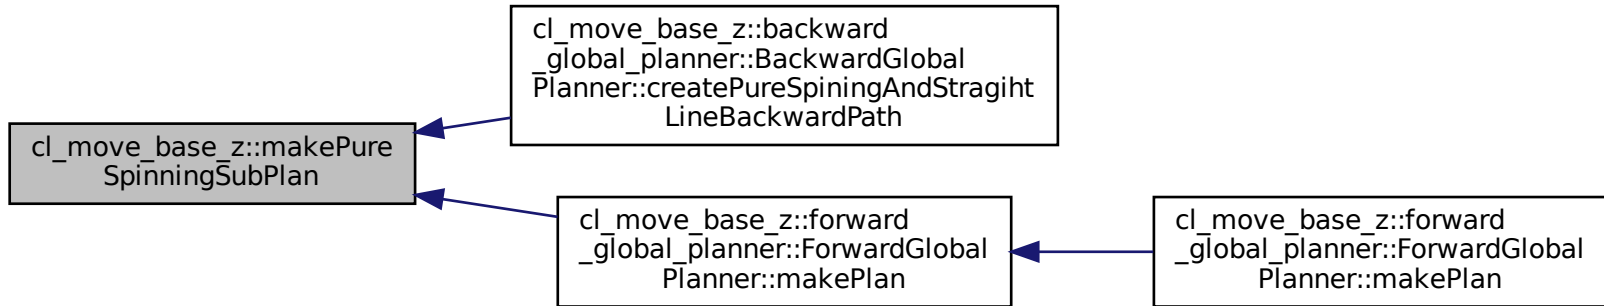 cl_move_base_z::makePure
SpinningSubPlan
cl_move_base_z::backward
_global_planner::BackwardGlobal
Planner::createPureSpiningAndStragiht
LineBackwardPath
cl_move_base_z::forward
_global_planner::ForwardGlobal
Planner::makePlan
cl_move_base_z::forward
_global_planner::ForwardGlobal
Planner::makePlan